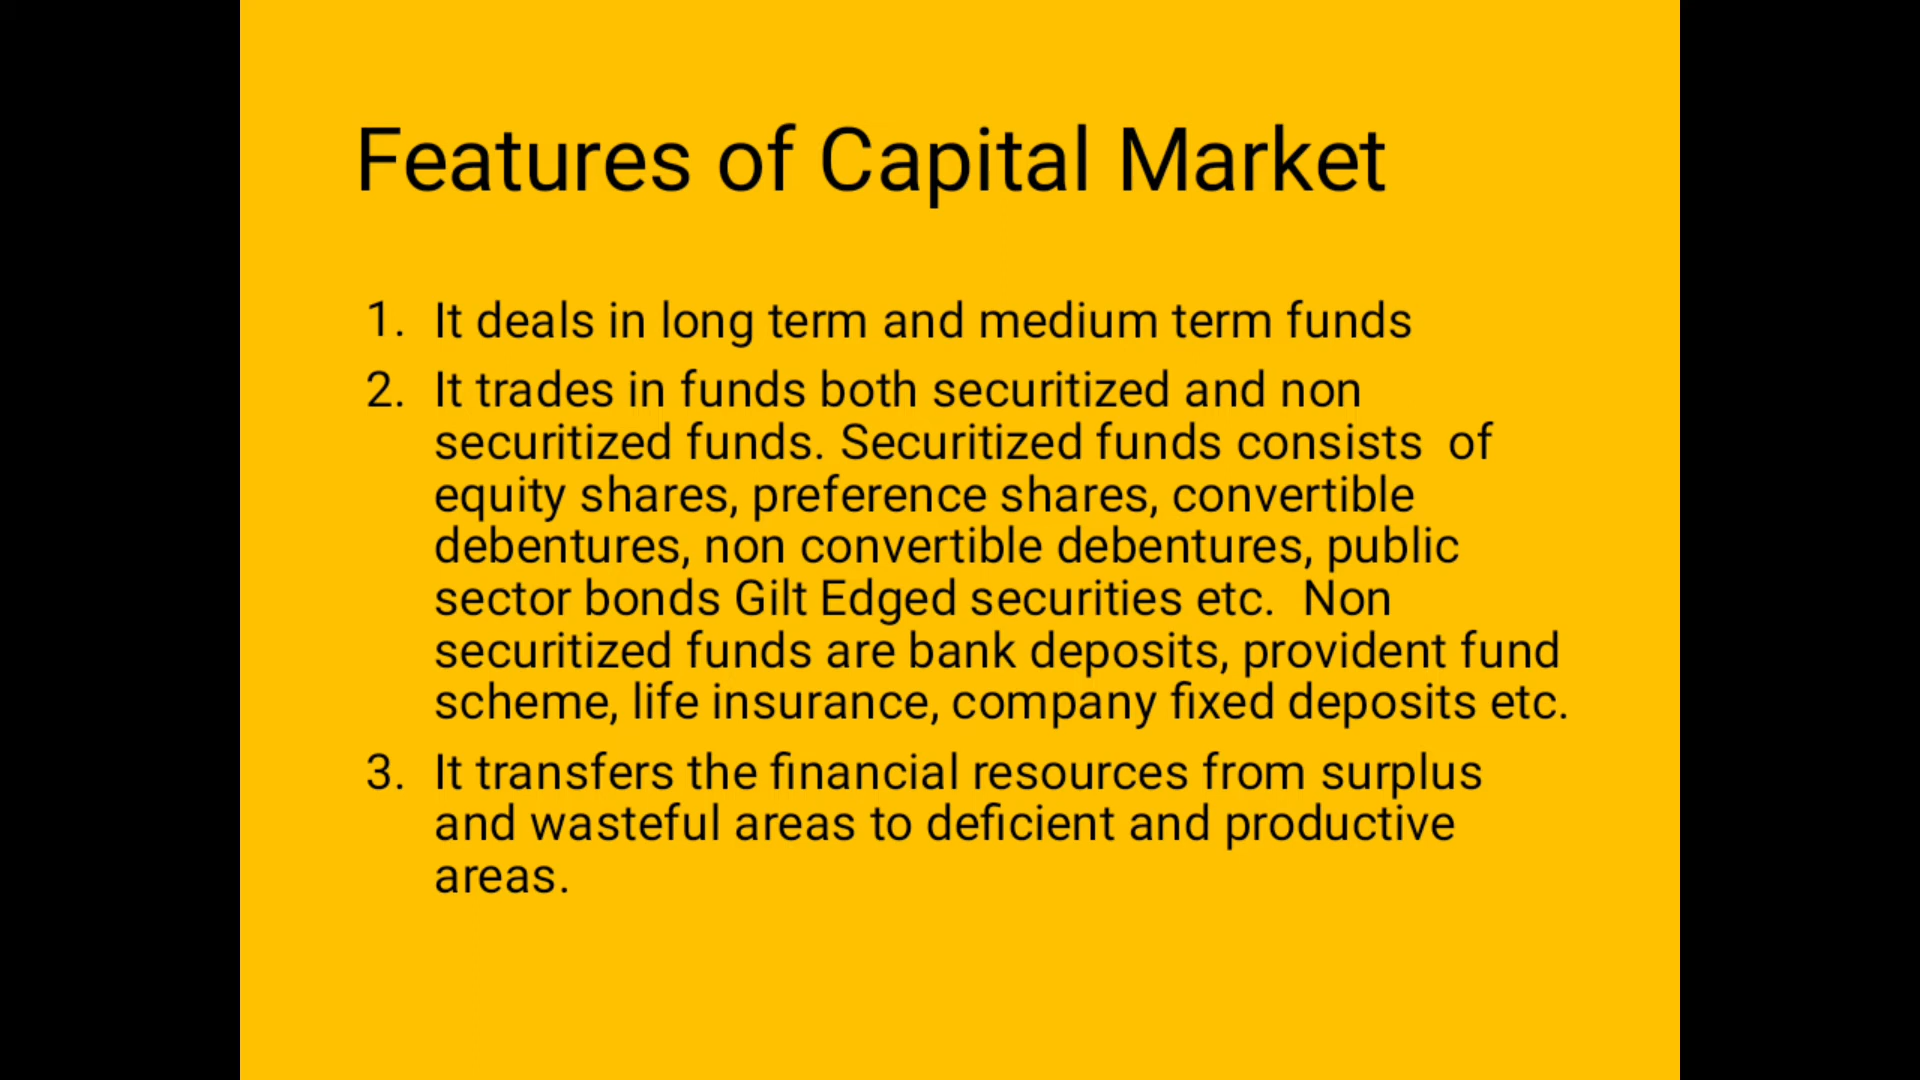 Features of Capital Market
1. It deals in long term and medium term funds
2. It trades in funds both securitized and non
securitized funds. Securitized funds consists  of
equity shares, preference shares, convertible
debentures, non convertible debentures, public
sector bonds Gilt Edged securities etc.  Non
securitized funds are bank deposits, provident fund
scheme, life insurance, company fixed deposits etc.
3. It transfers the financial resources from surplus
and wasteful areas to deficient and productive
areas.